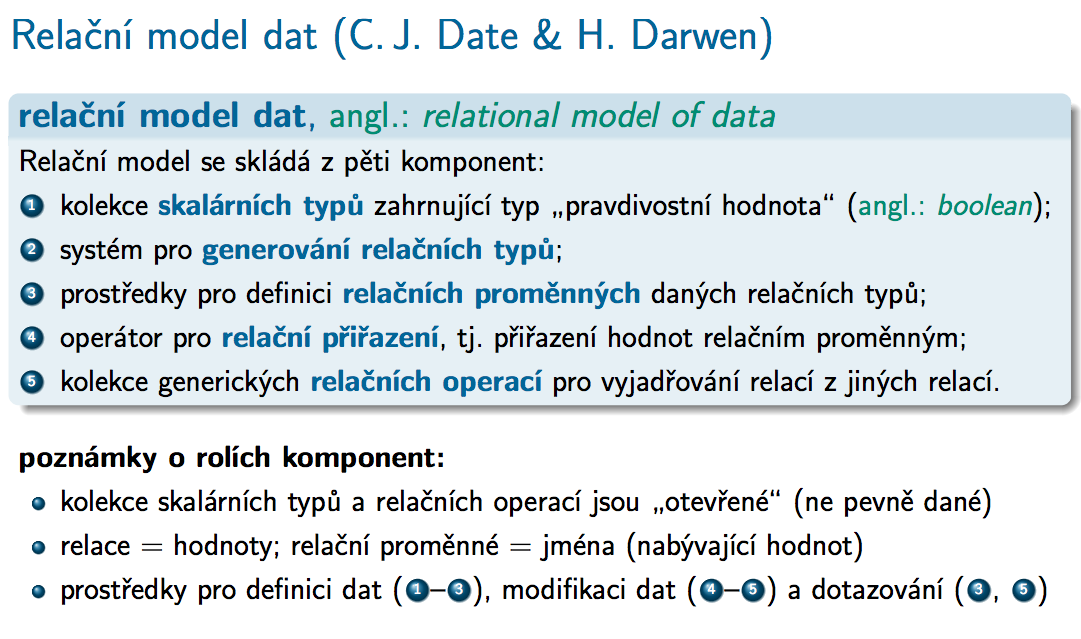 Relační model dat (C. J. Date & H. Darwen)
relační model dat, angl.: relational model of data
Relační model se skládá z pěti komponent:
1 kolekce skalárních typů zahrnující typ „pravdivostní hodnota“ (angl.: boolean);
2 systém pro generování relačních typů;
3 prostředky pro definici relačních proměnných daných relačních typů;
4 operátor pro relační přiřazení, tj. přiřazení hodnot relačním proměnným;
5 kolekce generických relačních operací pro vyjadřování relací z jiných relací.
poznámky o rolích komponent:
kolekce skalárních typů a relačních operací jsou „otevřené“ (ne pevně dané)
relace = hodnoty; relační proměnné = jména (nabývající hodnot)
prostředky pro definici dat (1–3), modifikaci dat (4–5) a dotazování (3, 5)